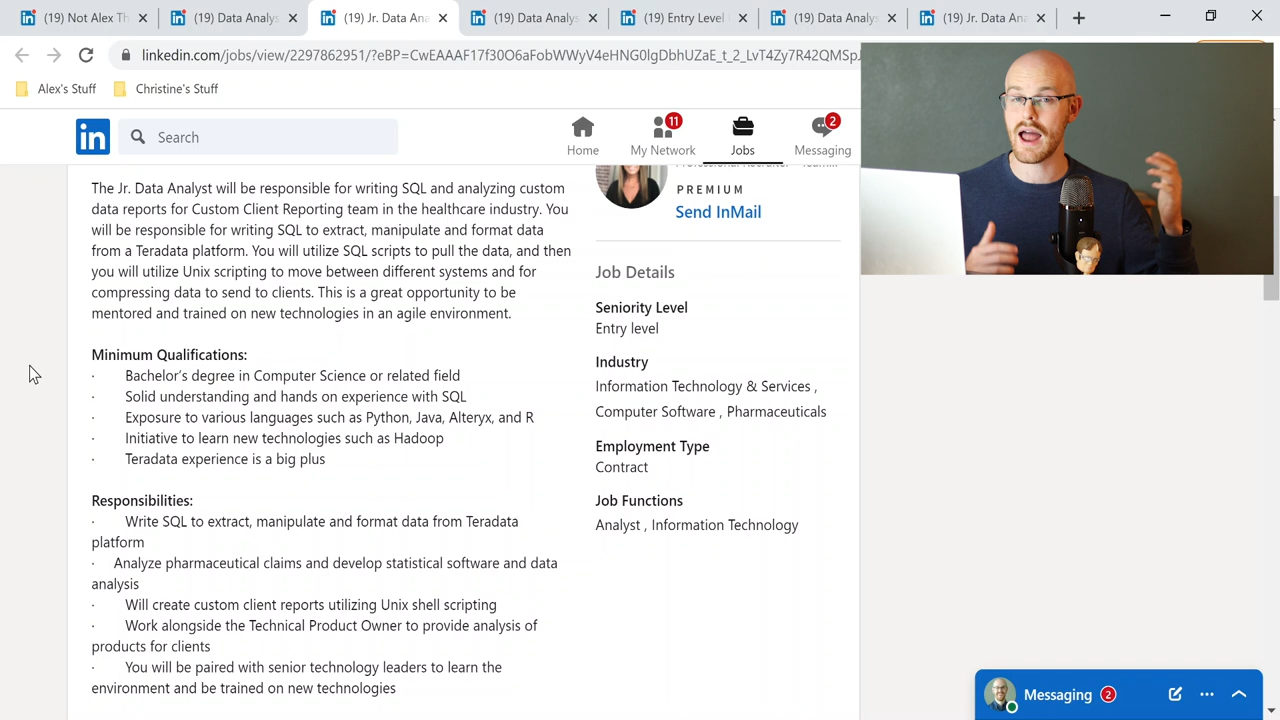 (19) Not Alex Th
(19) Data Analys
(19) Jr. Data Ana
(19) Data Analys
(19) Entry Level
(19) Data Analys
(19) Jr. Data Ana
linkedin.com/jobs/view/2297862951/?eBP=CwEAAAF17f30O6aFobWWyV4eHNG0lgDbhUZaE_t_2_LvT4Zy7R42QMSpJ
Alex's Stuff
Christine's Stuff
in
Search
Home
11
My Network
Jobs
2
Messaging
The Jr. Data Analyst will be responsible for writing SQL and analyzing custom
data reports for Custom Client Reporting team in the healthcare industry. You
will be responsible for writing SQL to extract, manipulate and format data
from a Teradata platform. You will utilize SQL scripts to pull the data, and then
you will utilize Unix scripting to move between different systems and for
compressing data to send to clients. This is a great opportunity to be
mentored and trained on new technologies in an agile environment.
Minimum Qualifications:
· Bachelor's degree in Computer Science or related field
· Solid understanding and hands on experience with SQL
· Exposure to various languages such as Python, Java, Alteryx, and R
· Initiative to learn new technologies such as Hadoop
· Teradata experience is a big plus
Responsibilities:
· Write SQL to extract, manipulate and format data from Teradata
platform
· Analyze pharmaceutical claims and develop statistical software and data
analysis
· Will create custom client reports utilizing Unix shell scripting
· Work alongside the Technical Product Owner to provide analysis of
products for clients
· You will be paired with senior technology leaders to learn the
environment and be trained on new technologies
PREMIUM
Send InMail
Job Details
Seniority Level
Entry level
Industry
Information Technology & Services ,
Computer Software , Pharmaceuticals
Employment Type
Contract
Job Functions
Analyst , Information Technology
Messaging 2